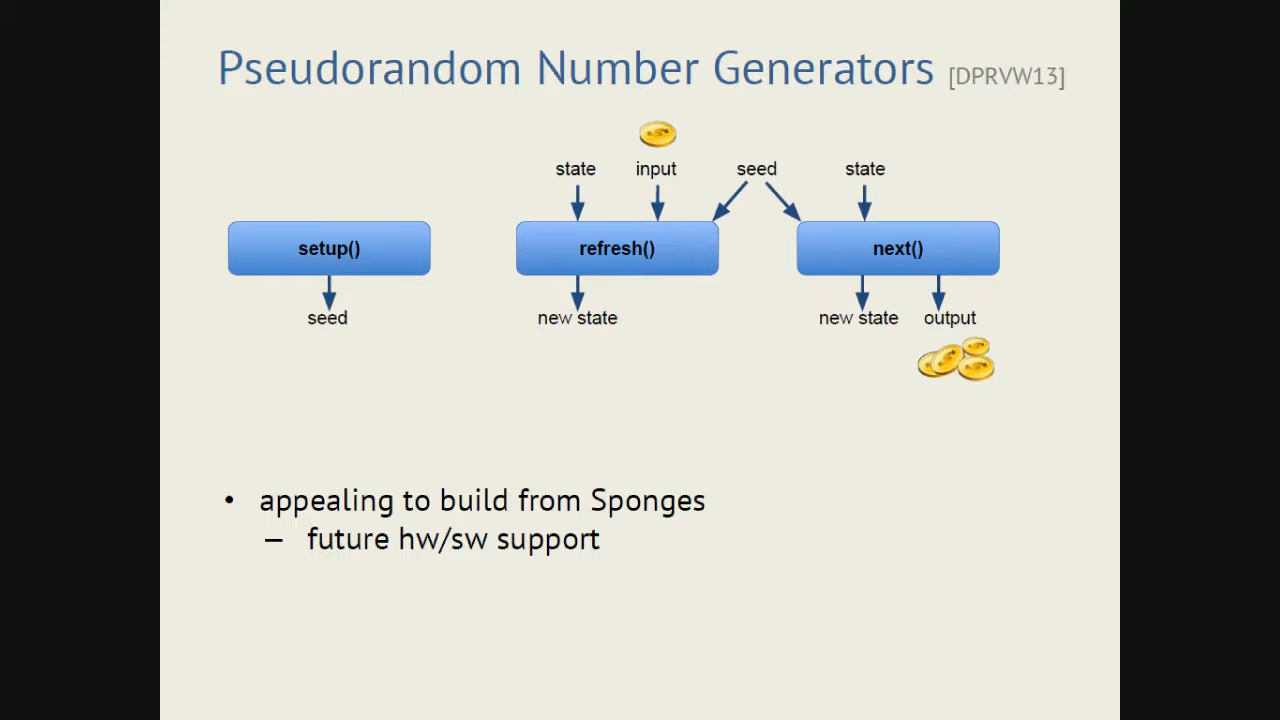 Pseudorandom Number Generators [DPRVW13]
state input seed state
setup() refresh() next()
seed new state new state output
• appealing to build from Sponges
– future hw/sw support